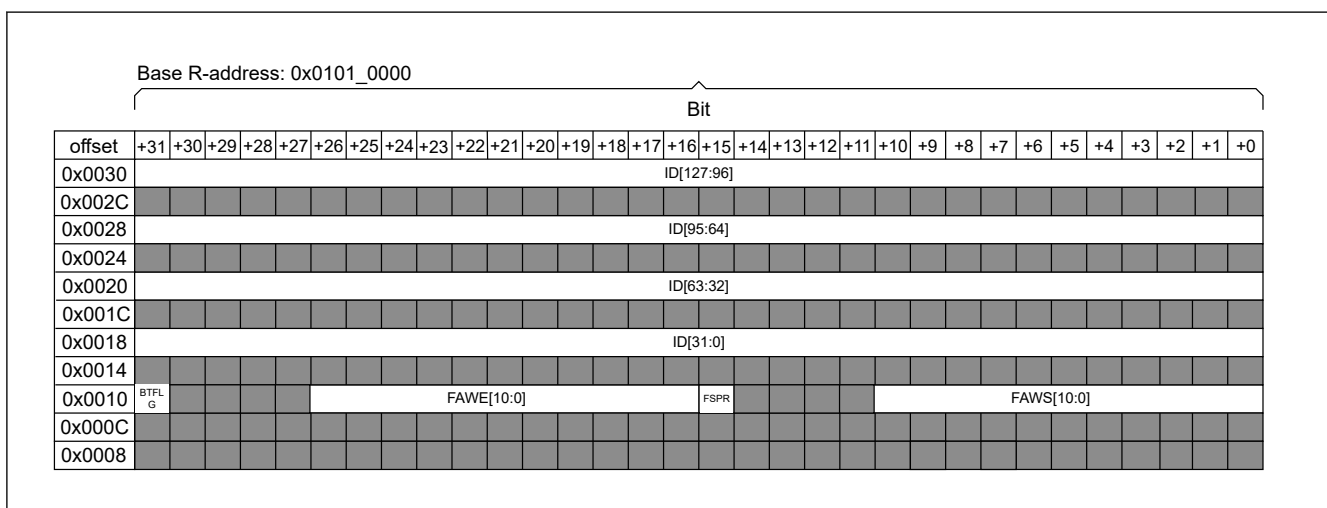 Base R-address: 0x0101_0000
Bit
offset +31 +30 +29 +28 +27 +26 +25 +24 +23 +22 +21 +20 +19 +18 +17 +16 +15 +14 +13 +12 +11 +10 +9 +8 +7 +6 +5 +4 +3 +2 +1 +0
0x0030 ID[127:96]
0x002C
0x0028 ID[95:64]
0x0024
0x0020 ID[63:32]
0x001C
0x0018 ID[31:0]
0x0014
0x0010 BTFL G FAWE[10:0] FSPR FAWS[10:0]
0x000C
0x0008